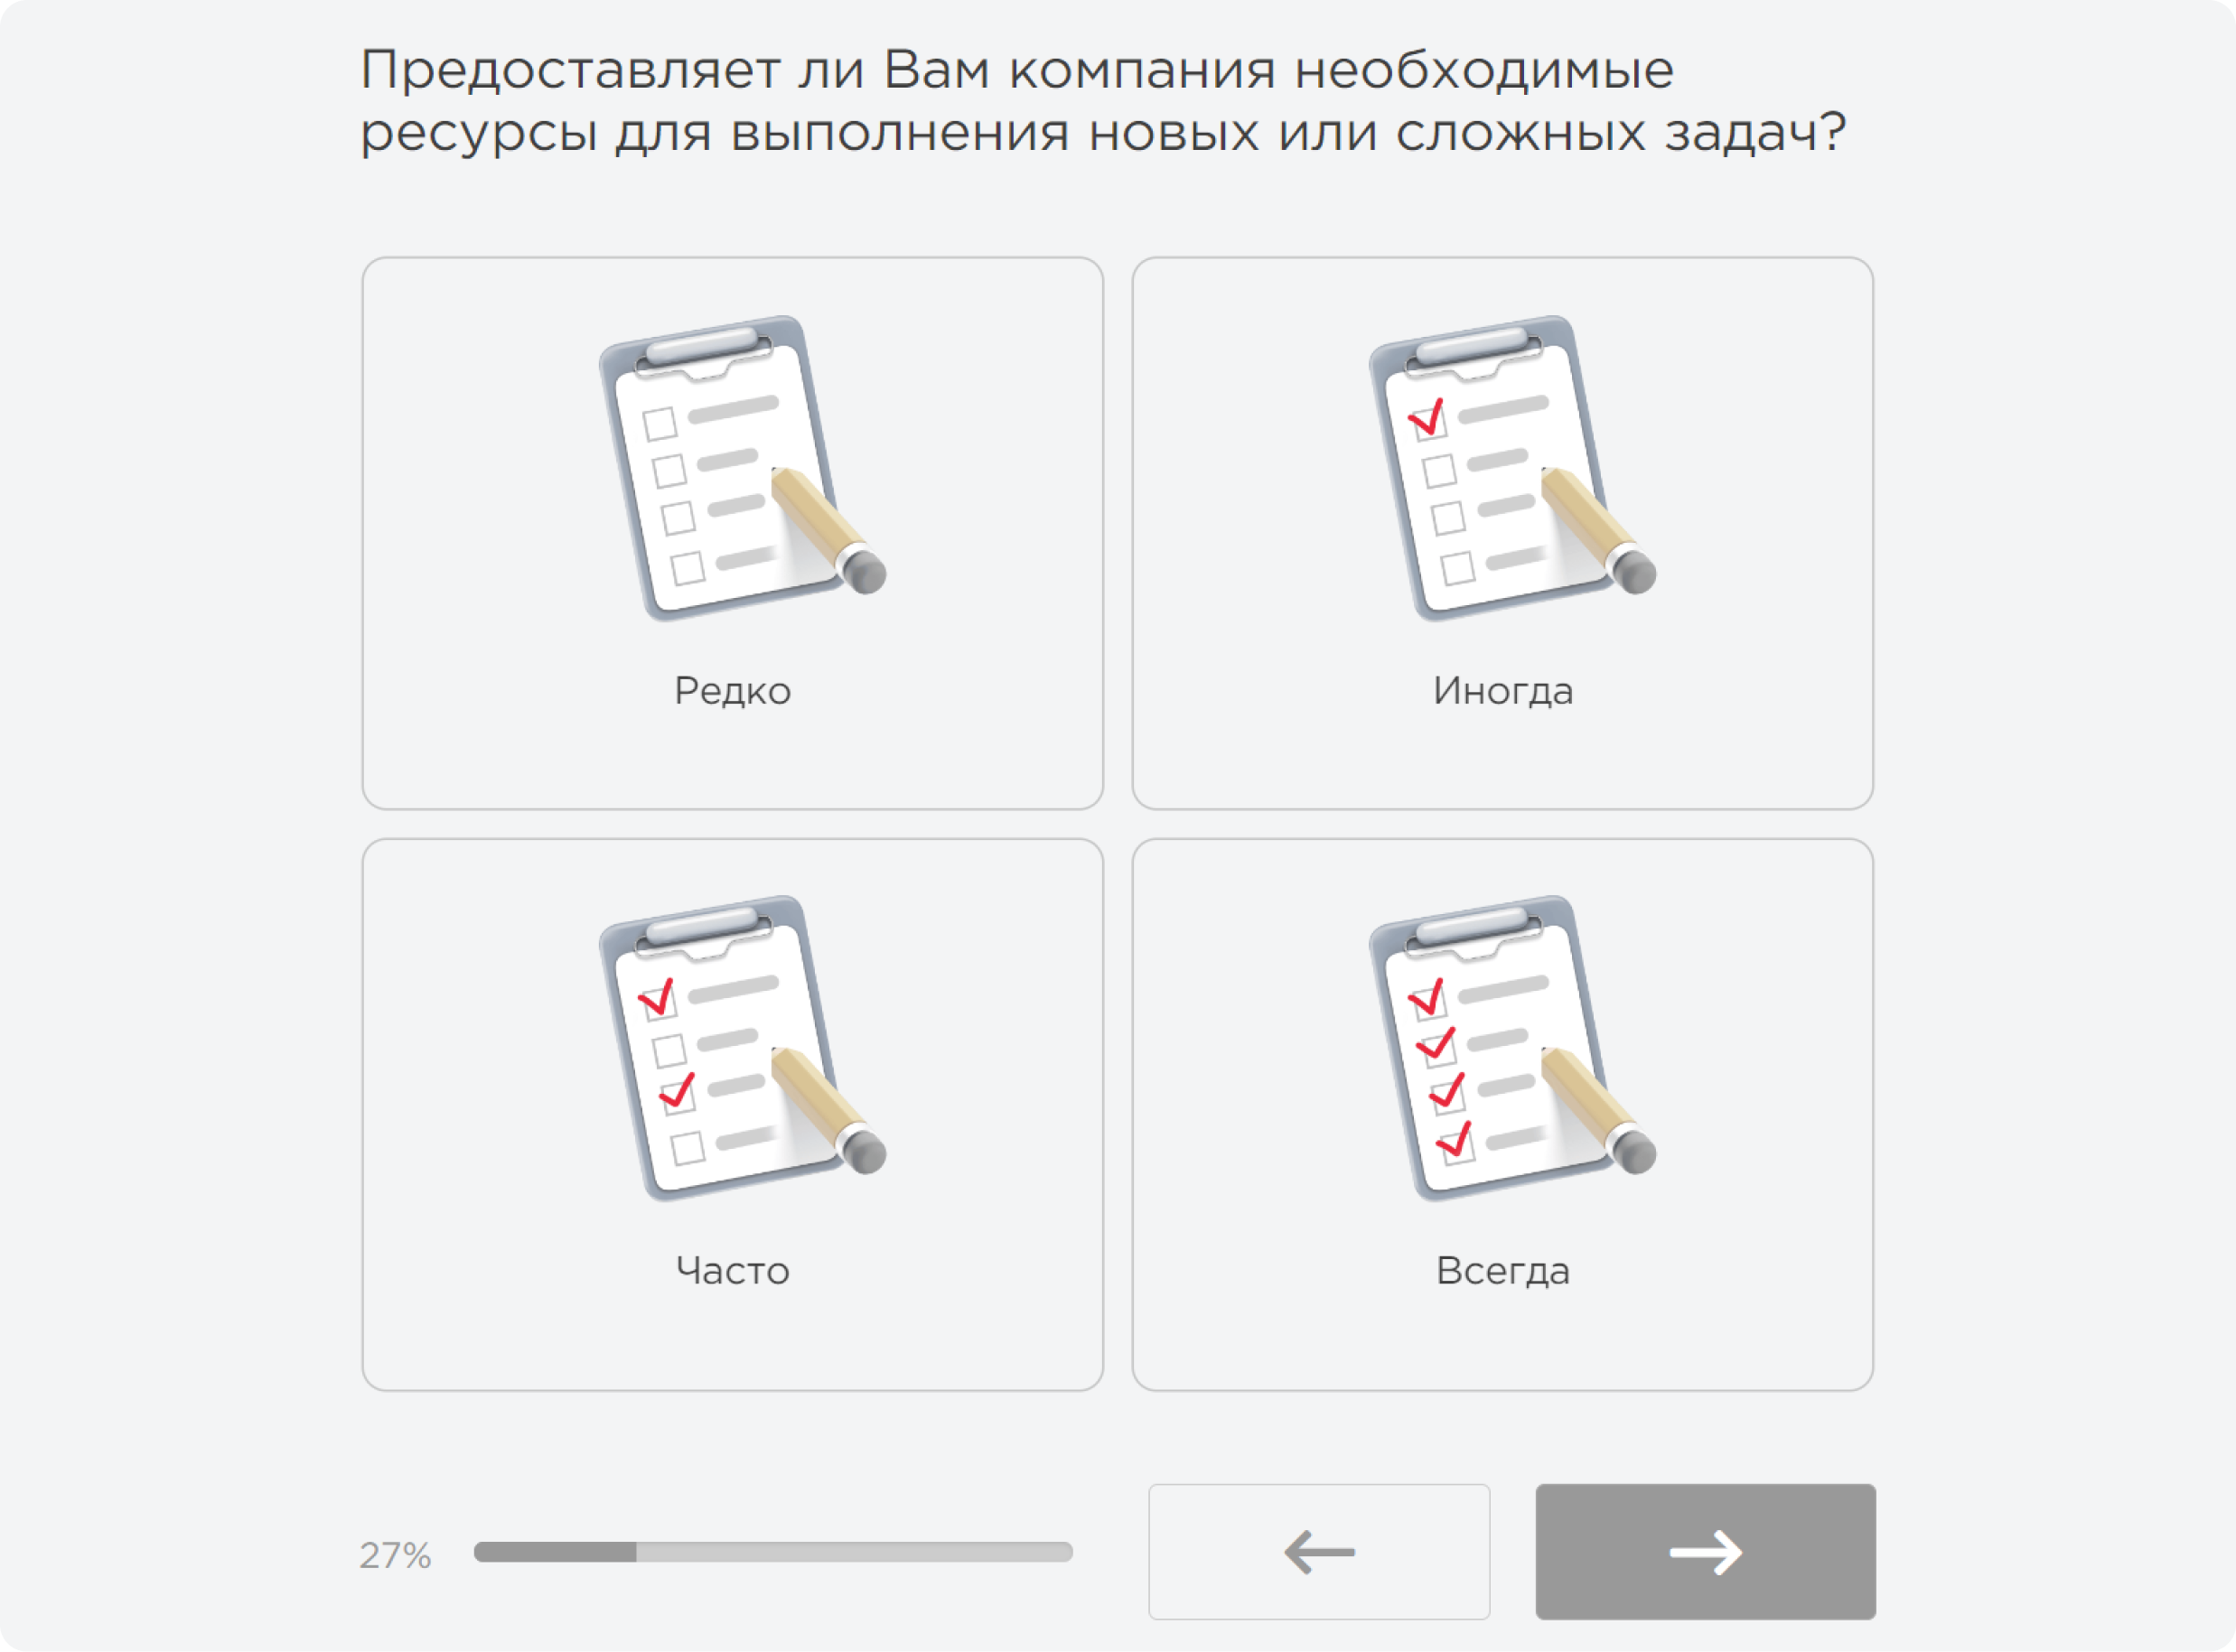 Предоставляет ли Вам компания необходимые
ресурсы для выполнения новых или сложных задач?
Редко
Иногда
Часто
Всегда
27%